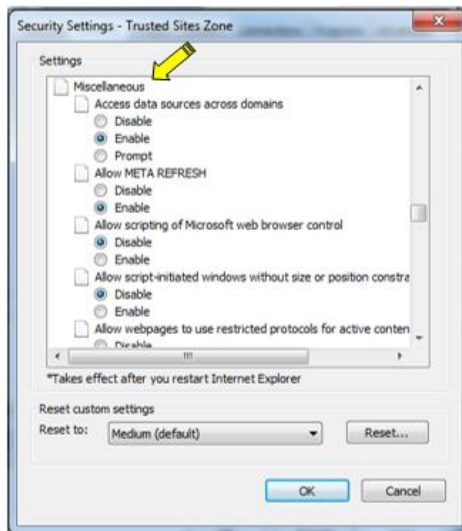 Security Settings - Trusted Sites Zone
Settings
Miscellaneous
Access data sources across domains
Disable
Enable
Prompt
Allow META REFRESH
Disable
Enable
Allow scripting of Microsoft web browser control
Disable
Enable
Allow script-initiated windows without size or position constra
Disable
Enable
Allow webpages to use restricted protocols for active conten
Disable
*Takes effect after you restart Internet Explorer
Reset custom settings
Reset to: Medium (default) Reset...
OK Cancel